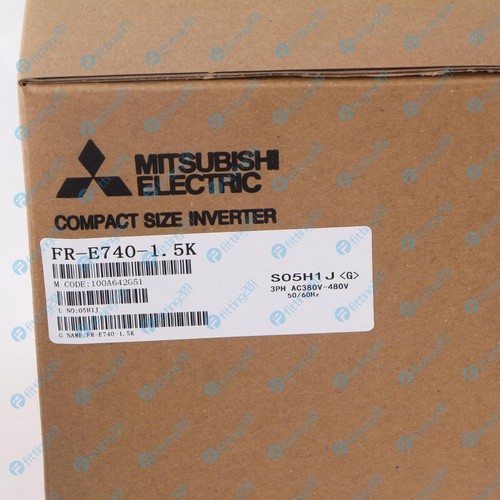 MITSUBISHI
ELECTRIC
COMPACT SIZE INVERTER
FR-E740-1.5K
M CODE:100A642G51
L NO:05H1J
G NAME:FR-E740-1.5K
S05H1J <G>
3PH AC380V-480V
50/60Hz
fitting3li